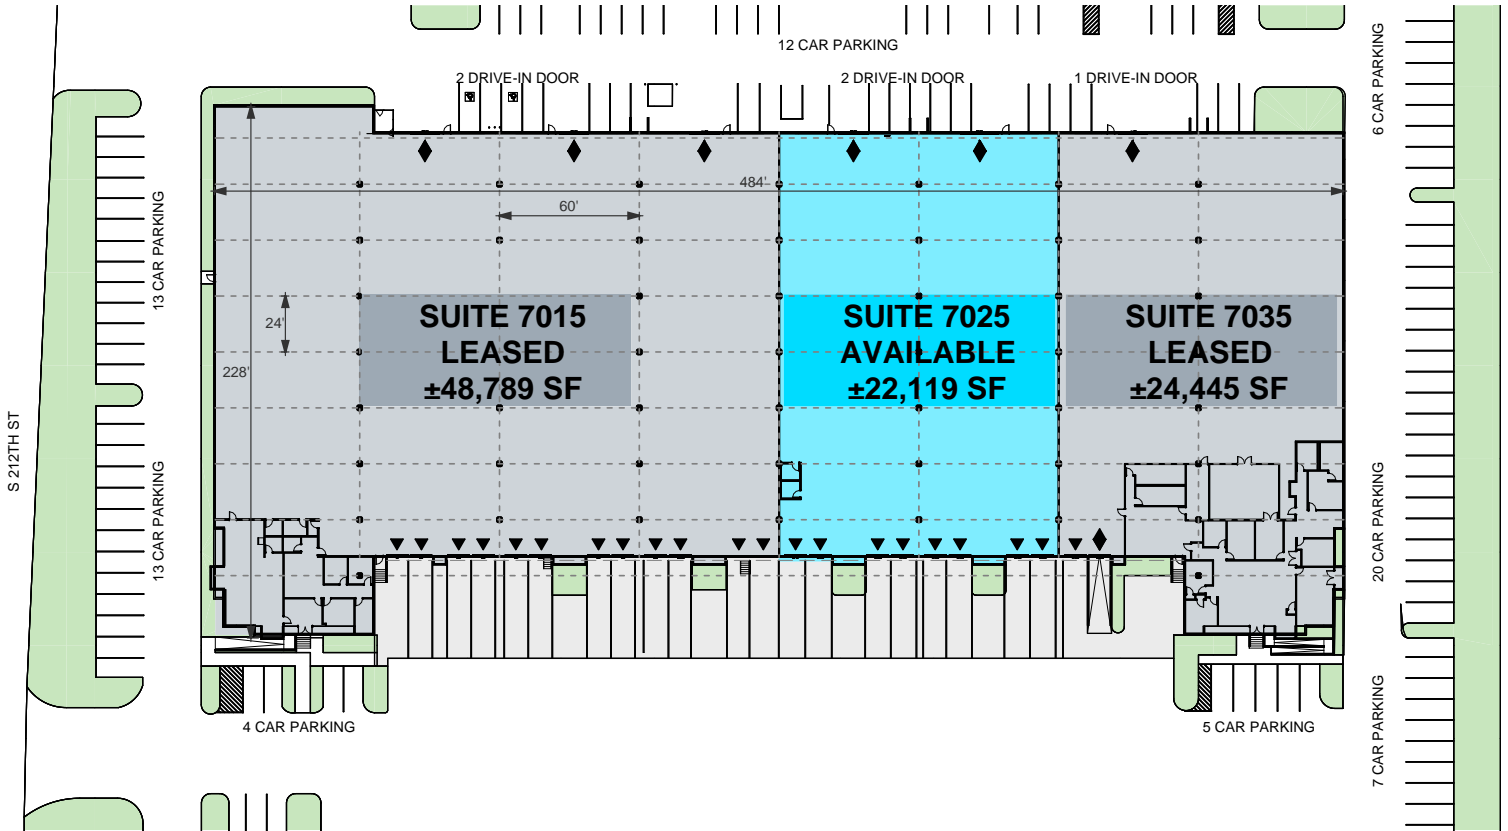 12 CAR PARKING
2 DRIVE-IN DOOR
2 DRIVE-IN DOOR
1 DRIVE-IN DOOR
6 CAR PARKING
484'
60'
13 CAR PARKING
24'
228'
SUITE 7015
LEASED
±48,789 SF
SUITE 7025
AVAILABLE
±22,119 SF
SUITE 7035
LEASED
±24,445 SF
S 212TH ST
13 CAR PARKING
20 CAR PARKING
4 CAR PARKING
5 CAR PARKING
7 CAR PARKING